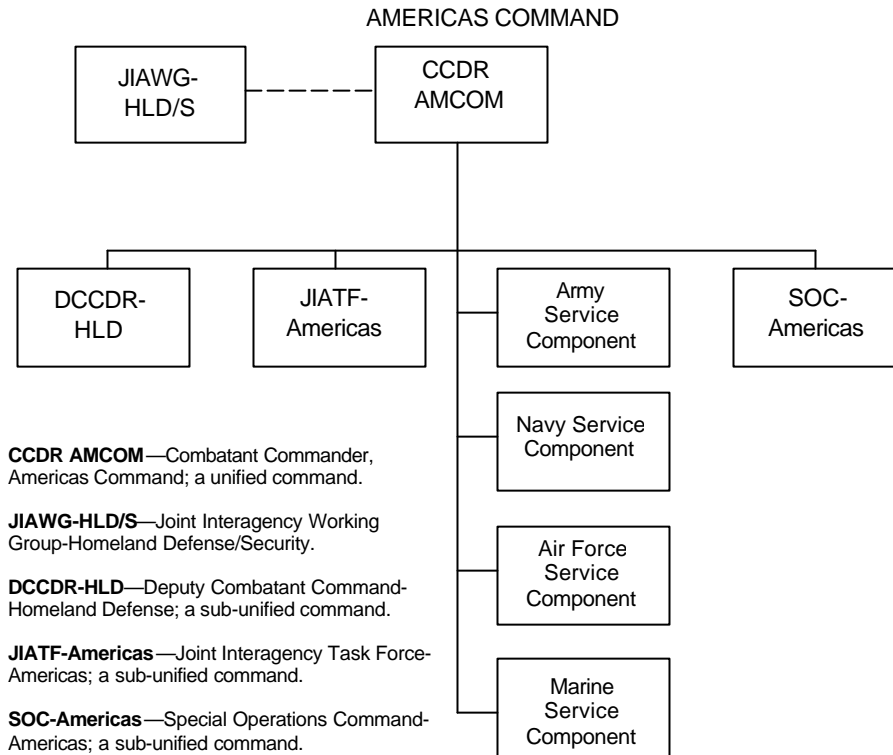 AMERICAS COMMAND
JIAWG-
HLD/S
CCDR
AMCOM
DCCDR-
HLD
JIATF-
Americas
Army
Service
Component
SOC-
Americas
Navy Service
Component
Air Force
Service
Component
Marine
Service
Component
CCDR AMCOM—Combatant Commander,
Americas Command; a unified command.
JIAWG-HLD/S—Joint Interagency Working
Group-Homeland Defense/Security.
DCCDR-HLD—Deputy Combatant Command-
Homeland Defense; a sub-unified command.
JIATF-Americas—Joint Interagency Task Force-
Americas; a sub-unified command.
SOC-Americas—Special Operations Command-
Americas; a sub-unified command.